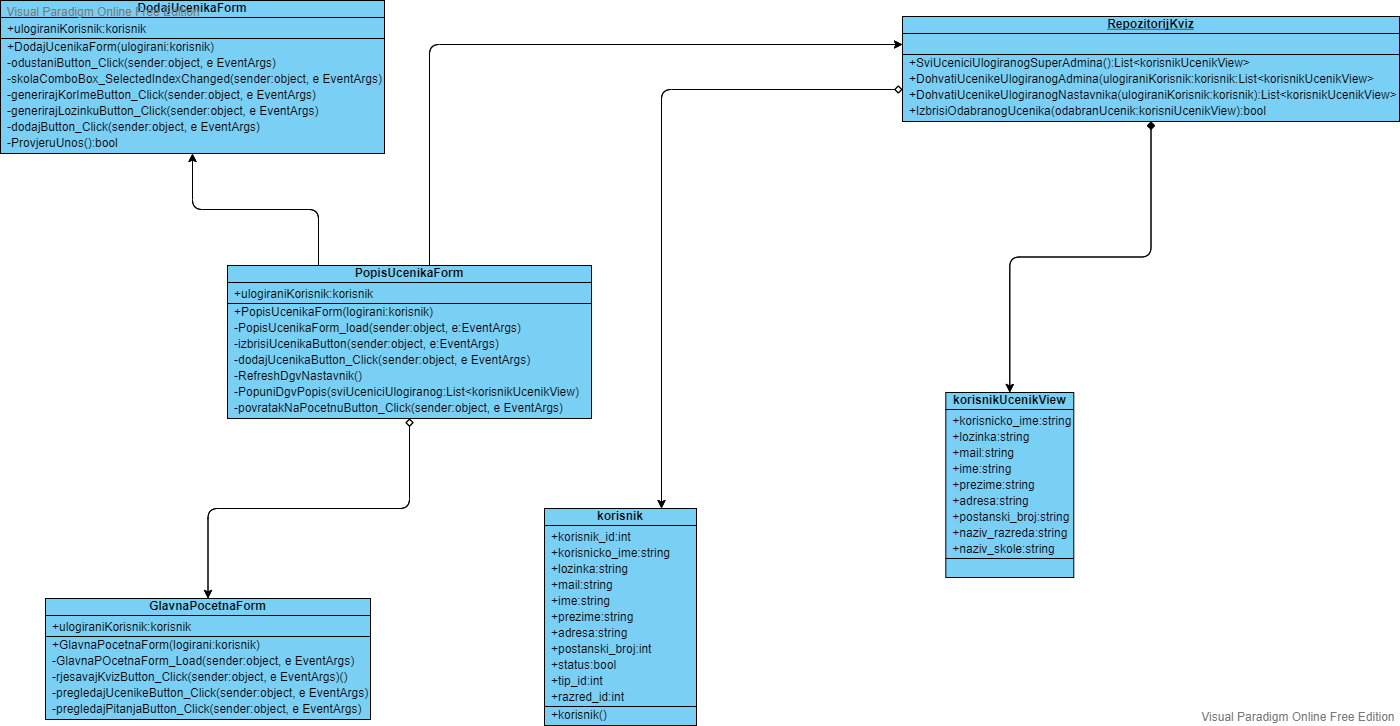 Visual Paradigm Online Free Edition
DodajUcenikaForm
+ulogiraniKorisnik:korisnik
+DodajUcenikaForm(ulogirani:korisnik)
-odustaniButton_Click(sender:object, e EventArgs)
-skolaComboBox_SelectedIndexChanged(sender:object, e EventArgs)
-generirajKorImeButton_Click(sender:object, e EventArgs)
-generirajLozinkuButton_Click(sender:object, e EventArgs)
-dodajButton_Click(sender:object, e EventArgs)
-ProvjeruUnos():bool
RepozitorijKviz
+SviUceniciUlogiranogSuperAdmina():List<korisnikUcenikView>
+DohvatiUcenikeUlogiranogAdmina(ulogiraniKorisnik:korisnik:List<korisnikUcenikView>
+DohvatiUcenikeUlogiranogNastavnika(ulogiraniKorisnik:korisnik):List<korisnikUcenikView>
+IzbrisiOdabranogUcenika(odabranUcenik:korisniUcenikView):bool
PopisUcenikaForm
+ulogiraniKorisnik:korisnik
+PopisUcenikaForm(logirani:korisnik)
-PopisUcenikaForm_load(sender:object, e:EventArgs)
-izbrisiUcenikaButton(sender:object, e:EventArgs)
-dodajUcenikaButton_Click(sender:object, e EventArgs)
-RefreshDgvNastavnik()
-PopuniDgvPopis(sviUceniciUlogiranog:List<korisnikUcenikView)
-povratakNaPocetnuButton_Click(sender:object, e EventArgs)
korisnikUcenikView
+korisnicko_ime:string
+lozinka:string
+mail:string
+ime:string
+prezime:string
+adresa:string
+postanski_broj:string
+naziv_razreda:string
+naziv_skole:string
korisnik
+korisnik_id:int
+korisnicko_ime:string
+lozinka:string
+mail:string
+ime:string
+prezime:string
+adresa:string
+postanski_broj:int
+status:bool
+tip_id:int
+razred_id:int
+korisnik()
GlavnaPocetnaForm
+ulogiraniKorisnik:korisnik
+GlavnaPocetnaForm(logirani:korisnik)
-GlavnaPOcetnaForm_Load(sender:object, e EventArgs)
-rjesavajKvizButton_Click(sender:object, e EventArgs)()
-pregledajUcenikeButton_Click(sender:object, e EventArgs)
-pregledajPitanjaButton_Click(sender:object, e EventArgs)
Visual Paradigm Online Free Edition